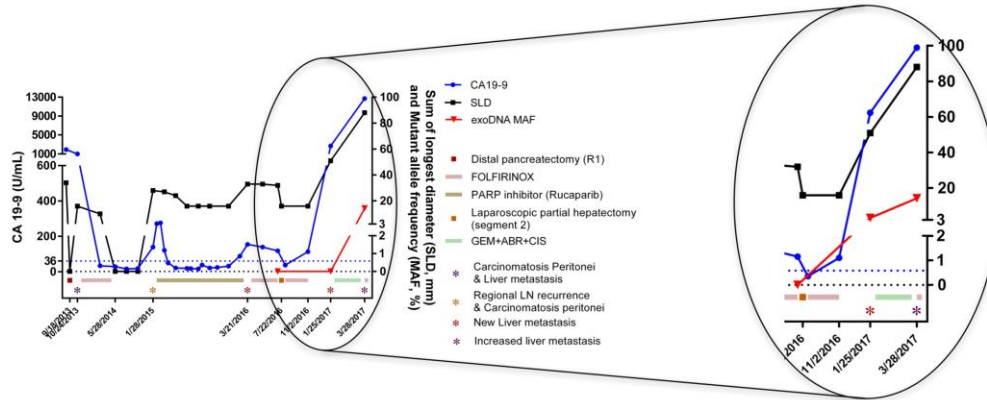 CA 19-9 (U/mL)
13000
9000
5000
1000
600
400
200
36
0
100
80
60
40
20
3
2
1
0
Sum of longest diameter (SLD, mm)
and Mutant allele frequency (MAF, %)
9/18/2013
10/24/2013
5/28/2014
1/28/2015
3/21/2016
7/22/2016
11/2/2016
1/25/2017
3/28/2017
CA19-9
SLD
exoDNA MAF
Distal pancreatectomy (R1)
FOLFIRINOX
PARP inhibitor (Rucaparib)
Laparoscopic partial hepatectomy
(segment 2)
GEM+ABR+CIS
Carcinomatosis Peritonei
& Liver metastasis
Regional LN recurrence
& Carcinomatosis peritonei
New Liver metastasis
Increased liver metastasis
100
80
60
40
20
3
2
1
0
2016
11/2/2016
1/25/2017
3/28/2017